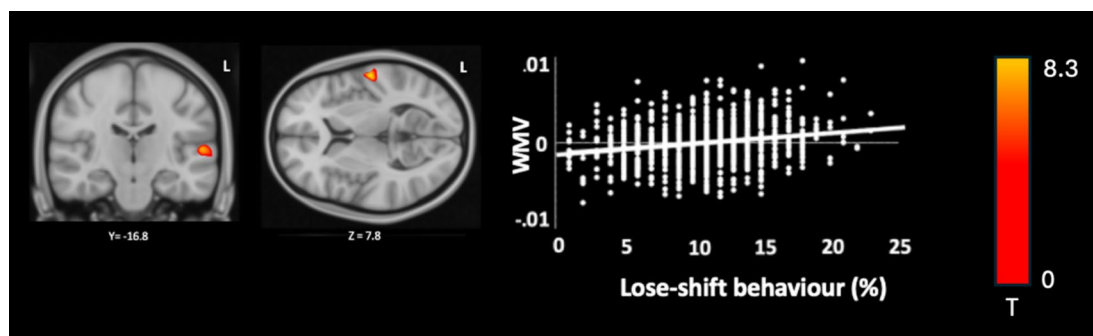 L
Y= -16.8
L
Z = 7.8
.01
0
-.01
WMV
0 5 10 15 20 25
Lose-shift behaviour (%)
8.3
0
T